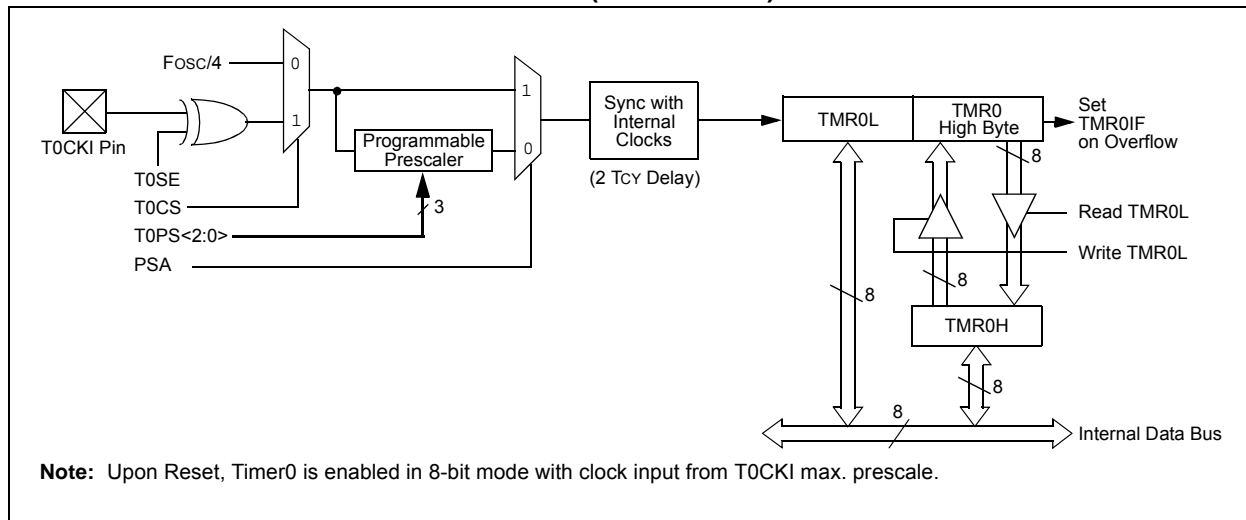 FOSC/4
0
1
T0CKI Pin
T0SE
T0CS
T0PS<2:0>
PSA
Programmable
Prescaler
3
1
0
Sync with
Internal
Clocks
(2 TCY Delay)
TMR0L
TMR0
High Byte
Set
TMR0IF
on Overflow
8
Read TMR0L
Write TMR0L
8
8
TMR0H
8
8
Internal Data Bus
Note: Upon Reset, Timer0 is enabled in 8-bit mode with clock input from T0CKI max. prescale.